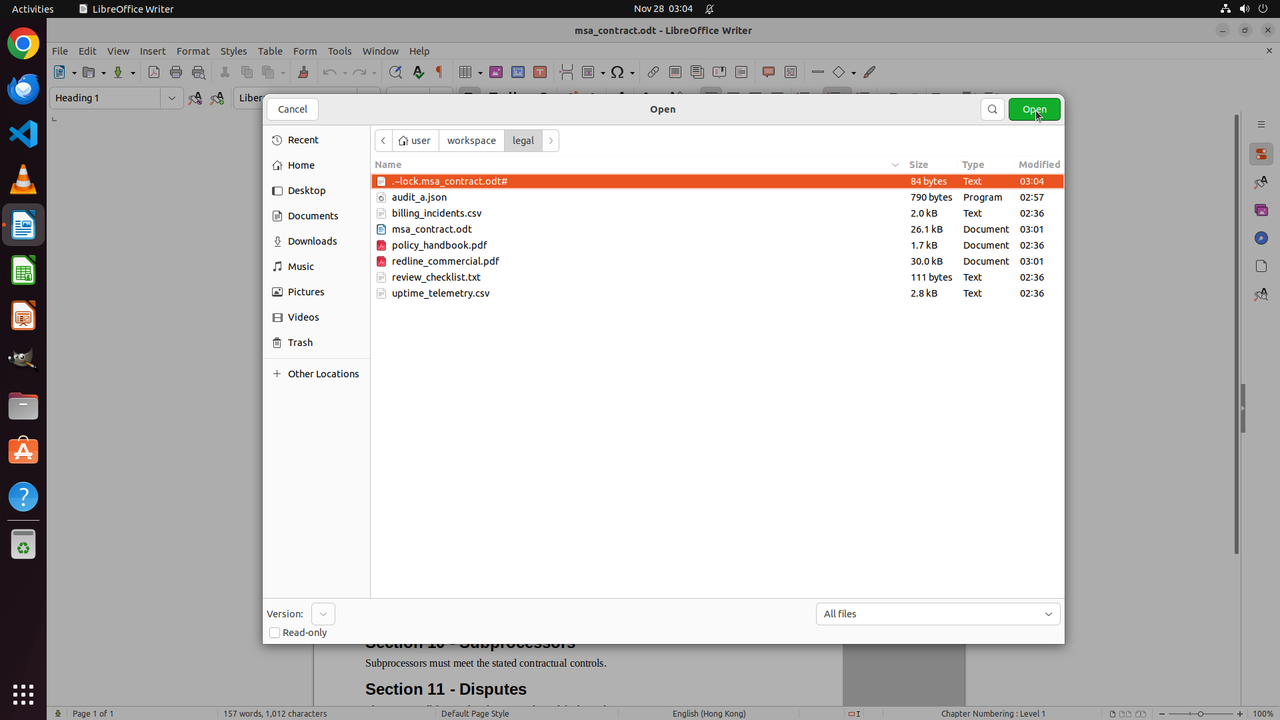 Activities
LibreOffice Writer
Nov 28 03:04
msa_contract.odt - LibreOffice Writer
File Edit View Insert Format Styles Table Form Tools Window Help
Heading 1
Liber
Cancel
Open
Open
Recent
Home
Desktop
Documents
Downloads
Music
Pictures
Videos
Trash
Other Locations
user workspace legal
Name Size Type Modified
.~lock.msa_contract.odt# 84 bytes Text 03:04
audit_a.json 790 bytes Program 02:57
billing_incidents.csv 2.0 kB Text 02:36
msa_contract.odt 26.1 kB Document 03:01
policy_handbook.pdf 1.7 kB Document 02:36
redline_commercial.pdf 30.0 kB Document 03:01
review_checklist.txt 111 bytes Text 02:36
uptime_telemetry.csv 2.8 kB Text 02:36
Version:
All files
Read-only
Section 10 - Subprocessors
Subprocessors must meet the stated contractual controls.
Section 11 - Disputes
Page 1 of 1
157 words, 1,012 characters
Default Page Style
English (Hong Kong)
Chapter Numbering : Level 1
100%